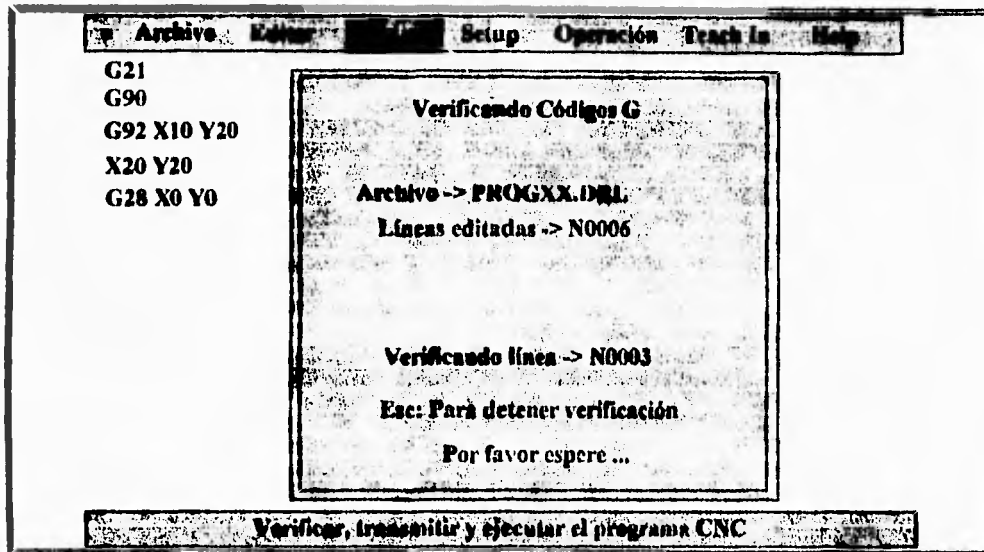 ≡ Archivo Editar Setup Operación Teach In Help
G21
G90
G92 X10 Y20
X20 Y20
G28 X0 Y0
Verificando Códigos G
Archivo -> PROGXX.DRL
Líneas editadas -> N0006
Verificando línea -> N0003
Esc: Para detener verificación
Por favor espere ...
Verificar, transmitir y ejecutar el programa CNC